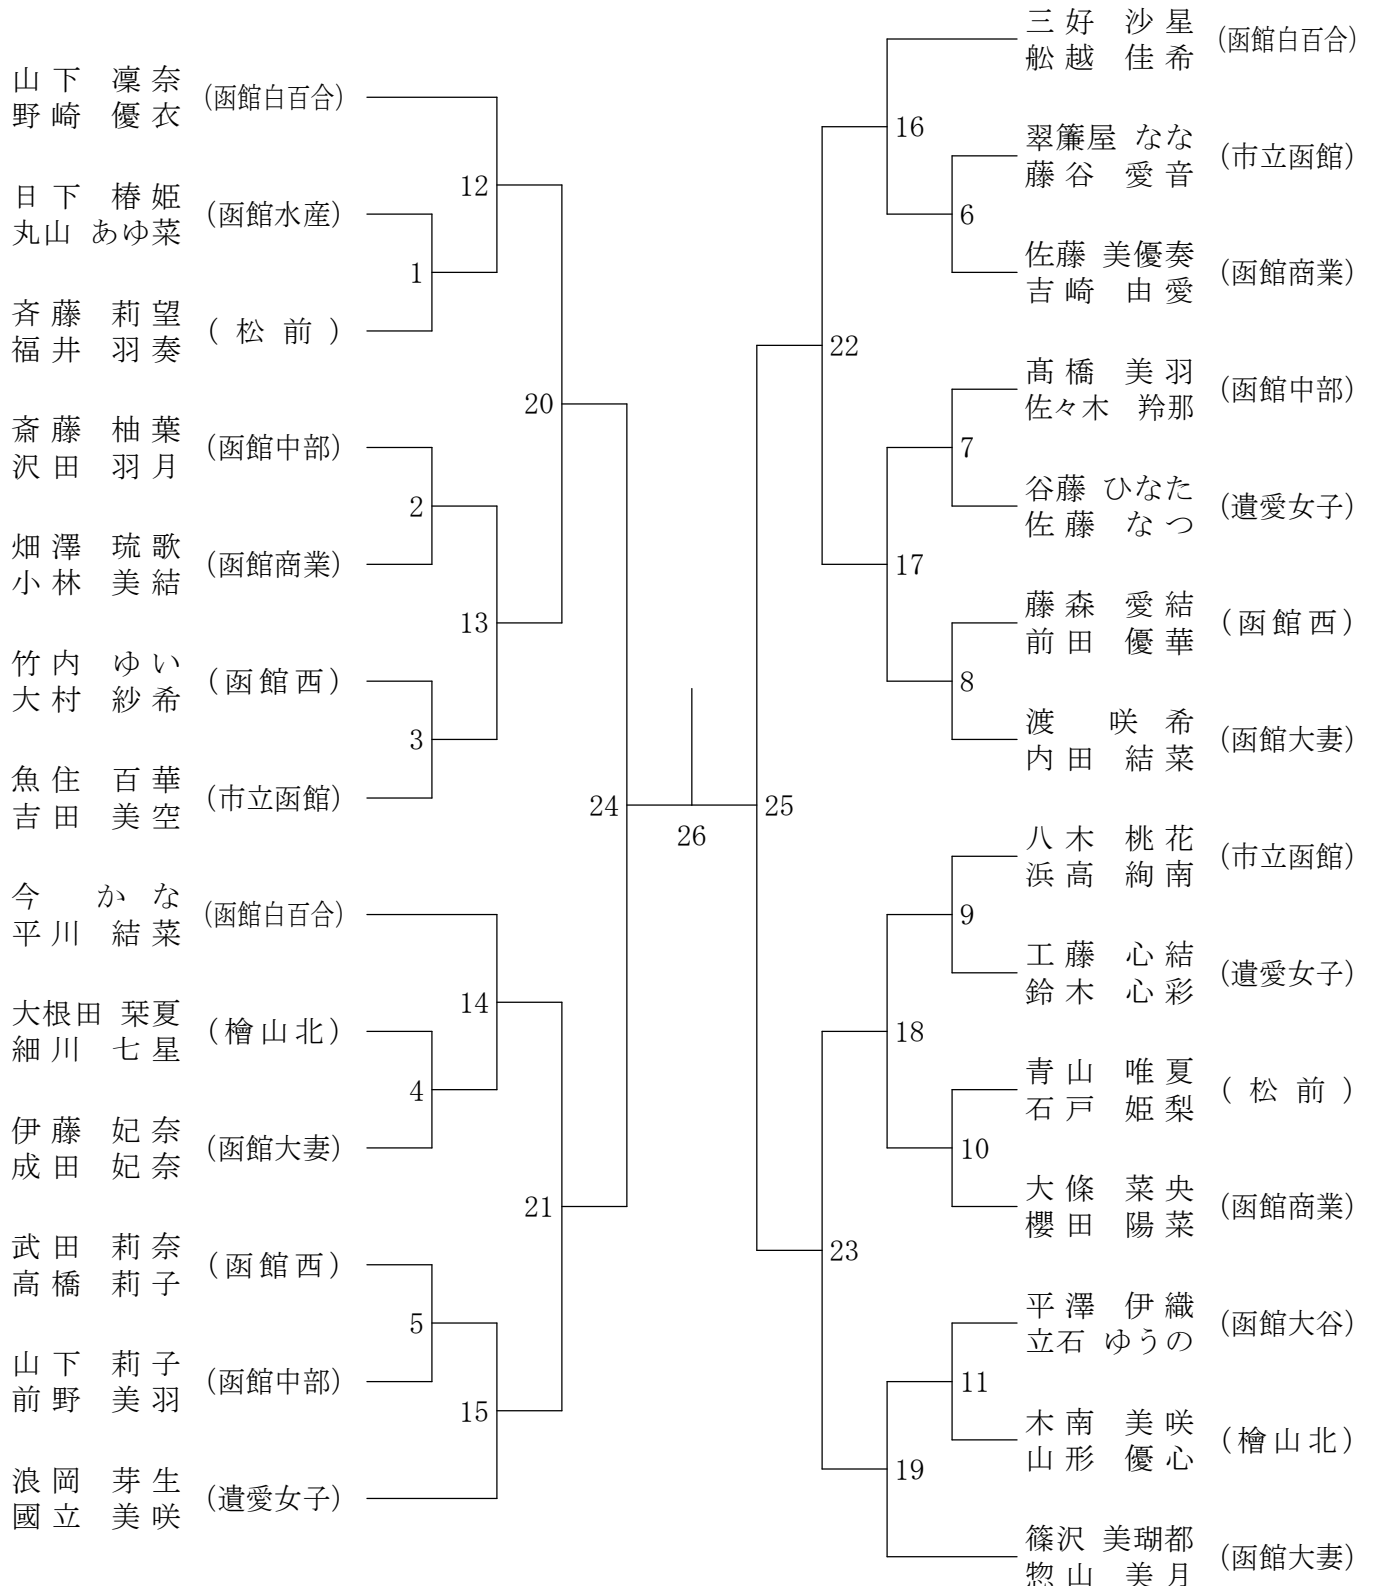 山下 凜奈
野崎 優衣
(函館白百合)
日下 椿姫
丸山 あゆ菜
(函館水産)
斉藤 莉望
福井 羽奏
(松前)
斎藤 柚葉
沢田 羽月
(函館中部)
畑澤 琉歌
小林 美結
(函館商業)
竹内 ゆい
大村 紗希
(函館西)
魚住 百華
吉田 美空
(市立函館)
今 かな
平川 結菜
(函館白百合)
大根田 栞夏
細川 七星
(檜山北)
伊藤 妃奈
成田 妃奈
(函館大妻)
武田 莉奈
高橋 莉子
(函館西)
山下 莉子
前野 美羽
(函館中部)
浪岡 芽生
國立 美咲
(遺愛女子)
1
2
3
4
5
12
13
14
15
20
21
24
26
25
22
23
16
17
18
19
6
7
8
9
10
11
三好 沙星
舩越 佳希
(函館白百合)
翠簾屋 なな
藤谷 愛音
(市立函館)
佐藤 美優奏
吉崎 由愛
(函館商業)
髙橋 美羽
佐々木 羚那
(函館中部)
谷藤 ひなた
佐藤 なつ
(遺愛女子)
藤森 愛結
前田 優華
(函館西)
渡 咲希
内田 結菜
(函館大妻)
八木 桃花
浜高 絢南
(市立函館)
工藤 心結
鈴木 心彩
(遺愛女子)
青山 唯夏
石戸 姫梨
(松前)
大條 菜央
櫻田 陽菜
(函館商業)
平澤 伊織
立石 ゆうの
(函館大谷)
木南 美咲
山形 優心
(檜山北)
篠沢 美瑚都
惣山 美月
(函館大妻)